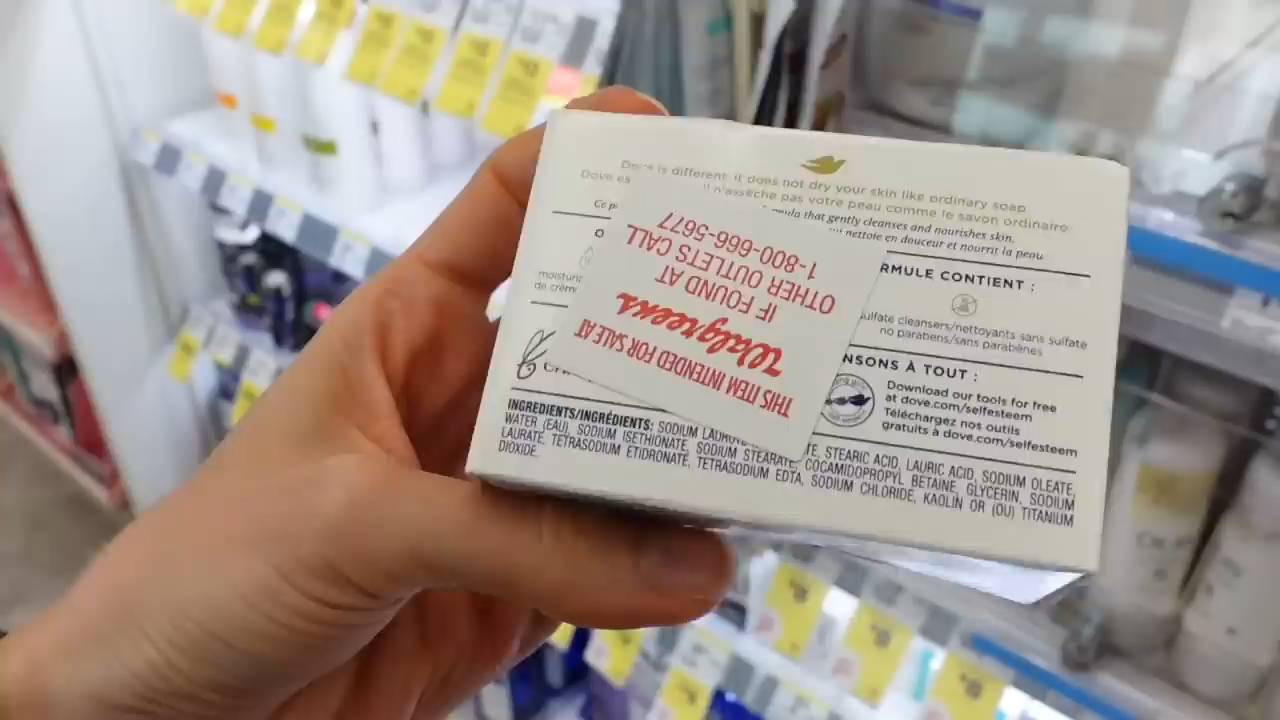 is different: it does not dry your skin like ordinary soap
Dove es
il n'assèche pas votre peau comme le savon ordinaire
that gently cleanses and nourishes skin.
nettoie en douceur et nourrit la peau
THIS ITEM INTENDED FOR SALE AT
Walgreens
IF FOUND AT
OTHER OUTLETS CALL
1-800-666-5677
RMULE CONTIENT :
sulfate cleansers/nettoyants sans sulfate
no parabens/sans parabènes
NSONS À TOUT :
Download our tools for free
at dove.com/selfesteem
Téléchargez nos outils
gratuits à dove.com/selfesteem
INGREDIENTS/INGRÉDIENTS: SODIUM LAURO TE, STEARIC ACID, LAURIC ACID, SODIUM OLEATE,
WATER (EAU), SODIUM ISETHIONATE, SODIUM STEARATE, COCAMIDOPROPYL BETAINE, GLYCERIN, SODIUM
LAURATE, TETRASODIUM ETIDRONATE, TETRASODIUM EDTA, SODIUM CHLORIDE, KAOLIN OR (OU) TITANIUM
DIOXIDE.